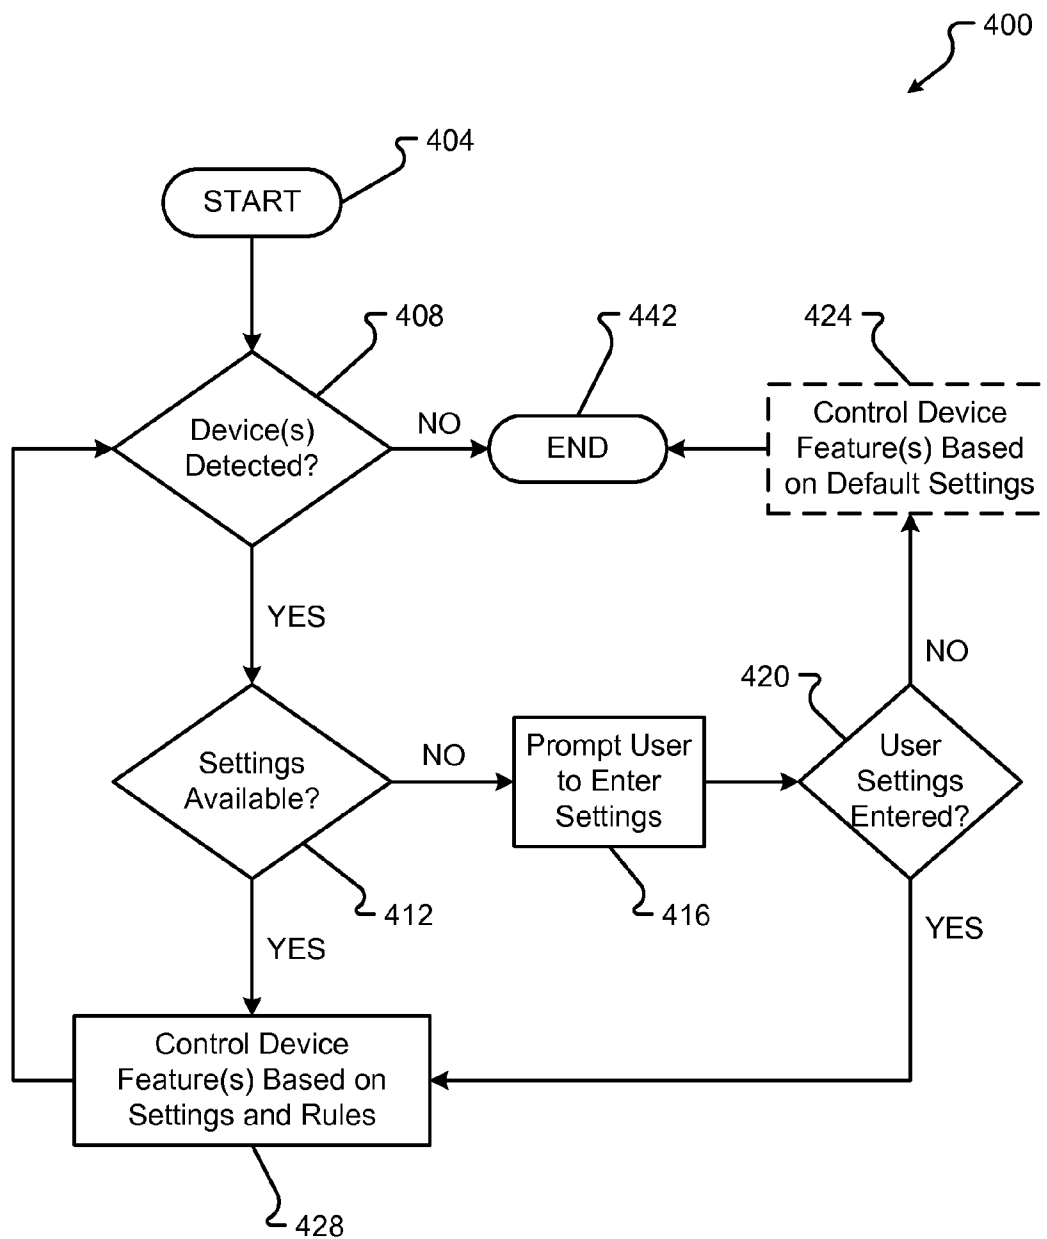 400
404
START
408
442
424
Device(s)
Detected?
NO
END
Control Device
Feature(s) Based
on Default Settings
YES
NO
420
Settings
Available?
NO
Prompt User
to Enter
Settings
User
Settings
Entered?
412
416
YES
YES
Control Device
Feature(s) Based on
Settings and Rules
428